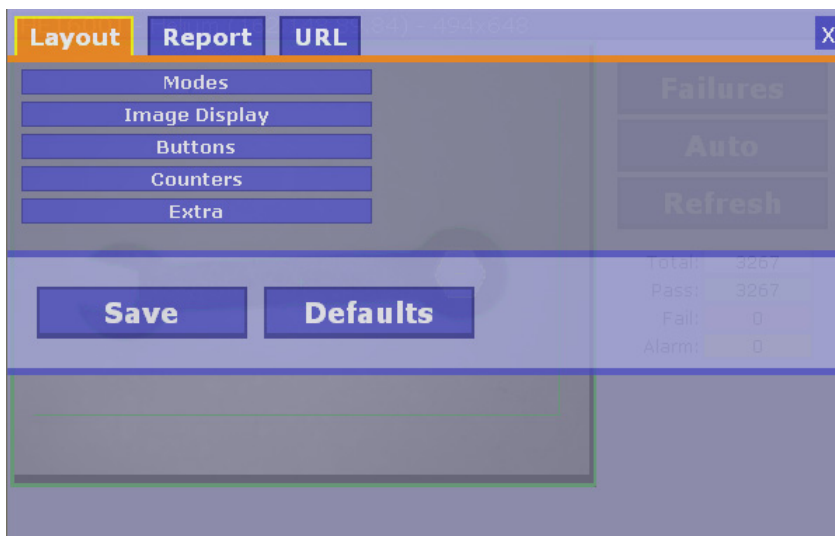 Layout Report URL X
Modes
Image Display
Buttons
Counters
Extra
Failures
Auto
Refresh
Total: 3267
Pass: 3267
Fail: 0
Alarm: 0
Save Defaults